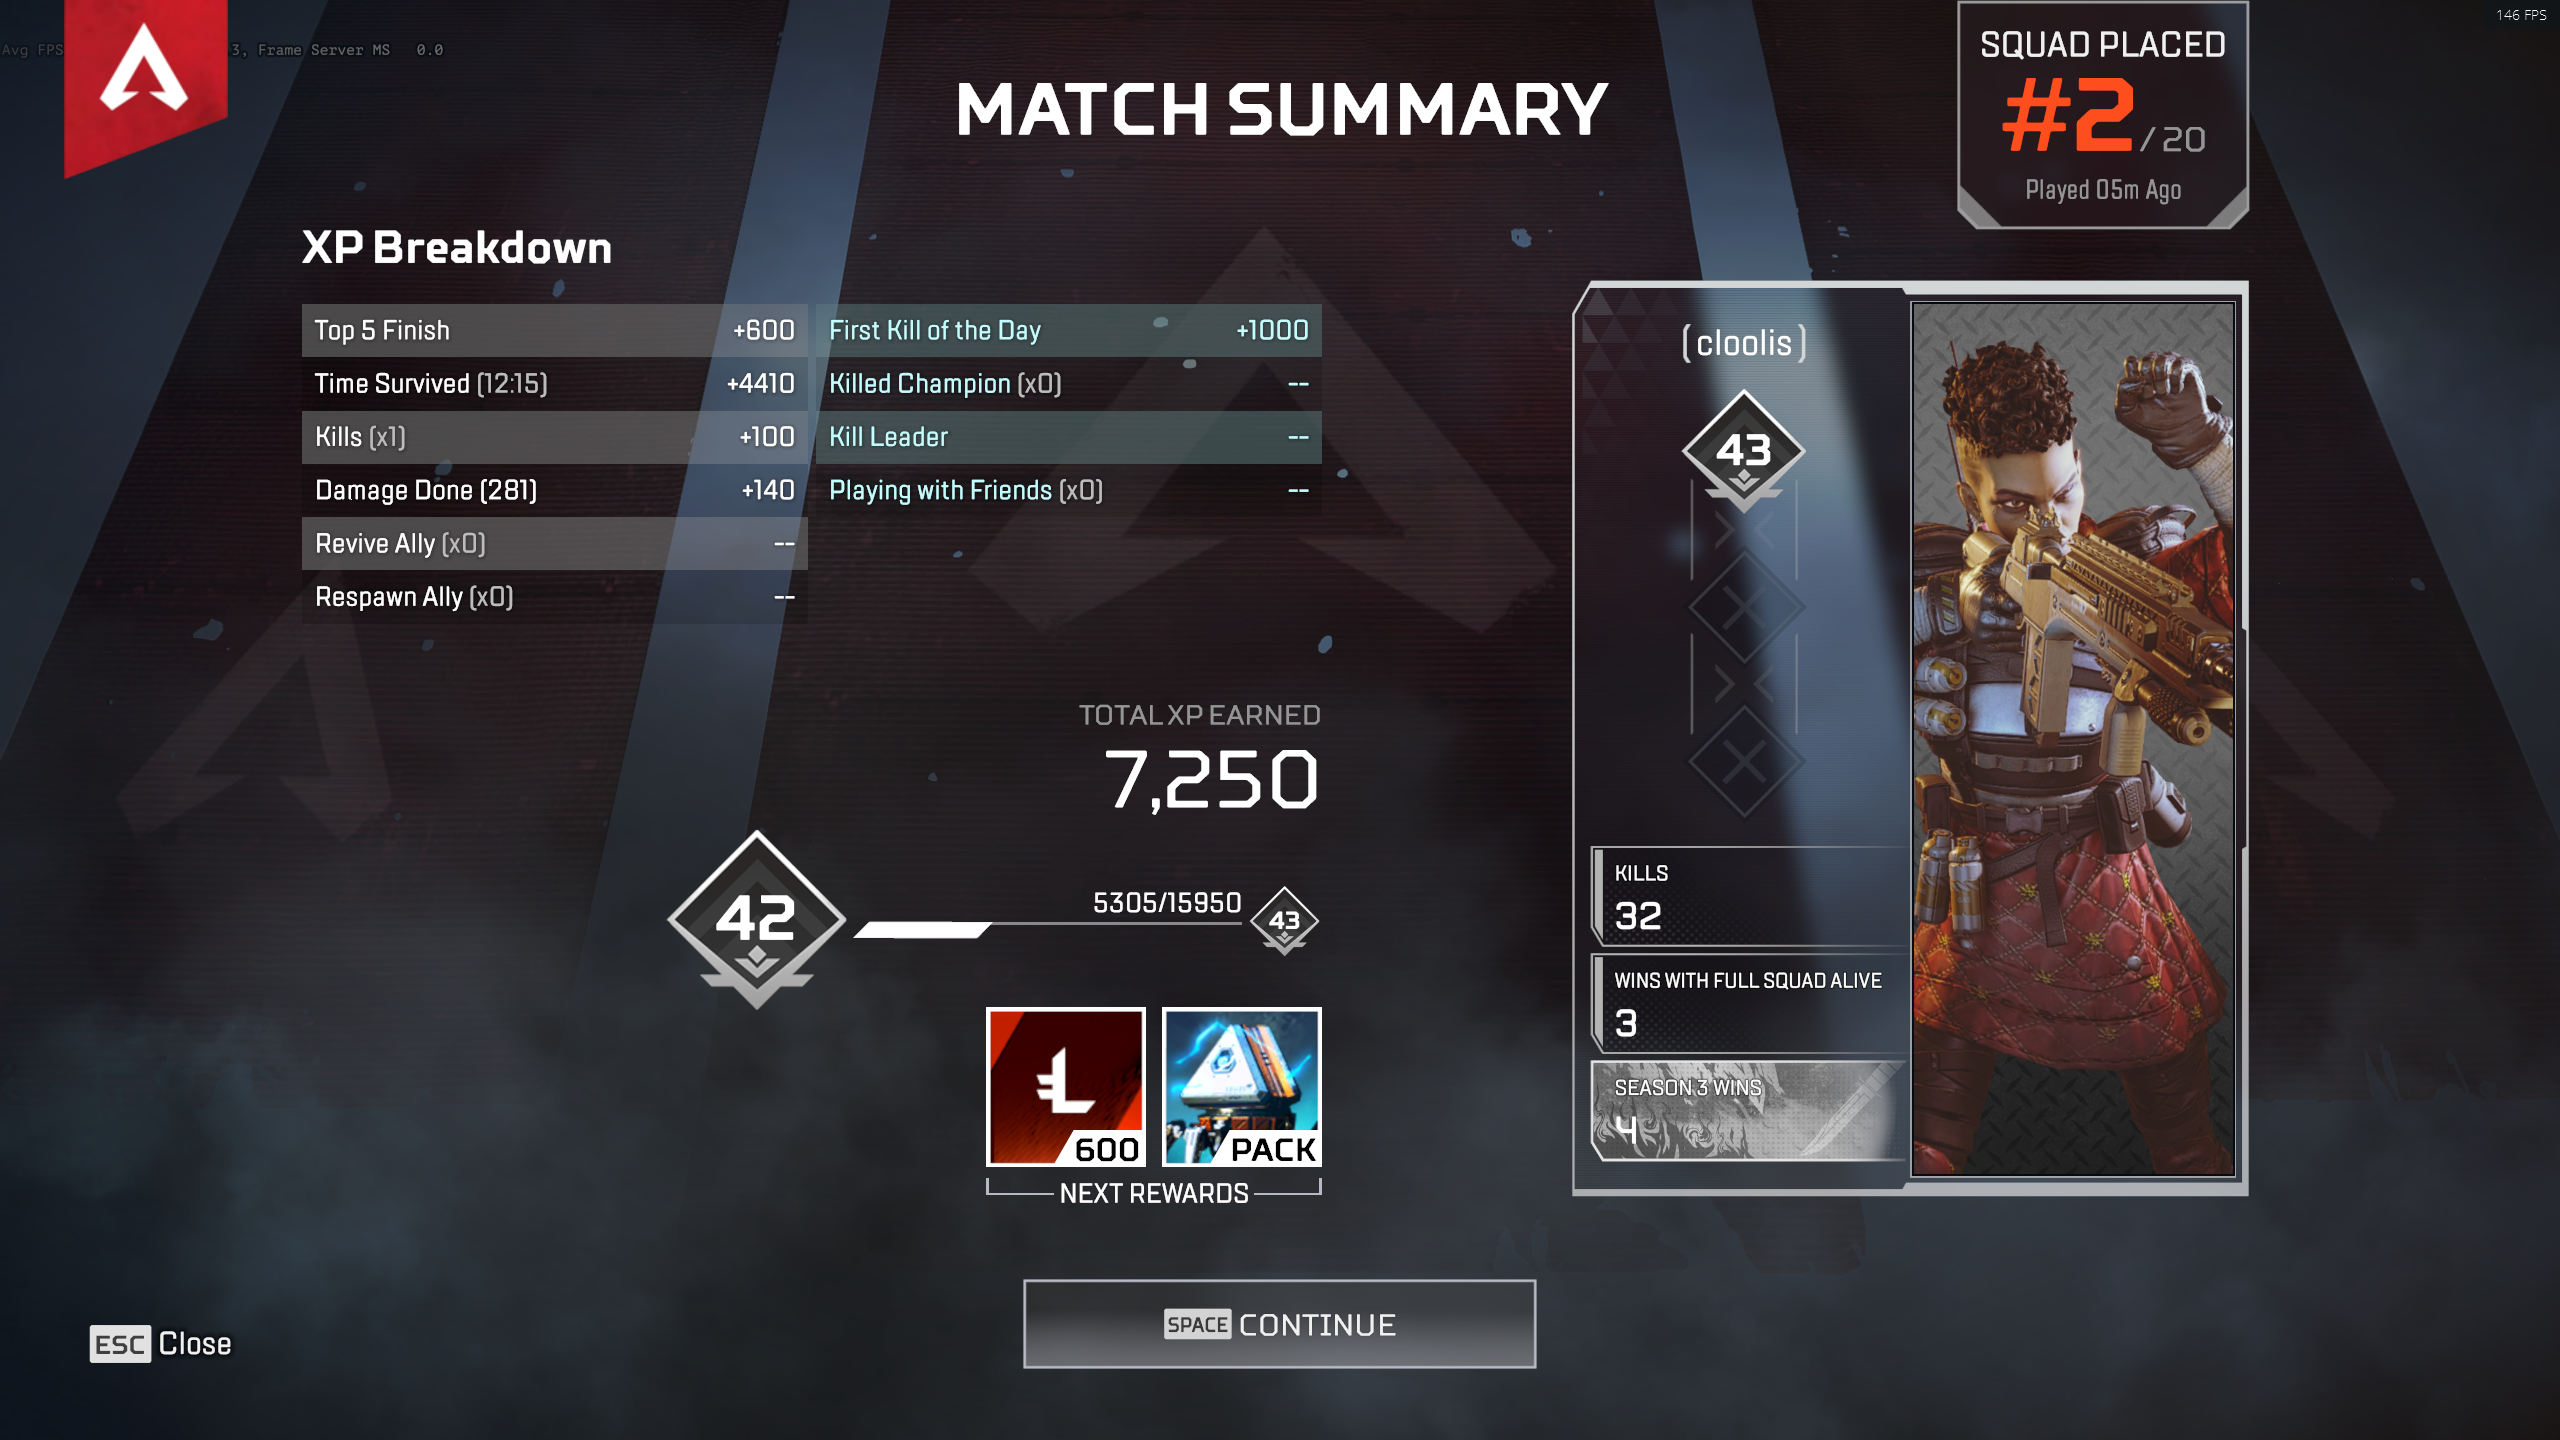 146 FPS
Avg FPS
3, Frame Server MS 0.0
MATCH SUMMARY
SQUAD PLACED
#2/20
Played 05m Ago
XP Breakdown
Top 5 Finish +600
Time Survived (12:15) +4410
Kills (x1) +100
Damage Done (281) +140
Revive Ally (x0) --
Respawn Ally (x0) --
First Kill of the Day +1000
Killed Champion (x0) --
Kill Leader --
Playing with Friends (x0) --
TOTAL XP EARNED
7,250
42
5305/15950
43
600
PACK
NEXT REWARDS
(cloolis)
43
KILLS
32
WINS WITH FULL SQUAD ALIVE
3
SEASON 3 WINS
4
SPACE CONTINUE
ESC Close